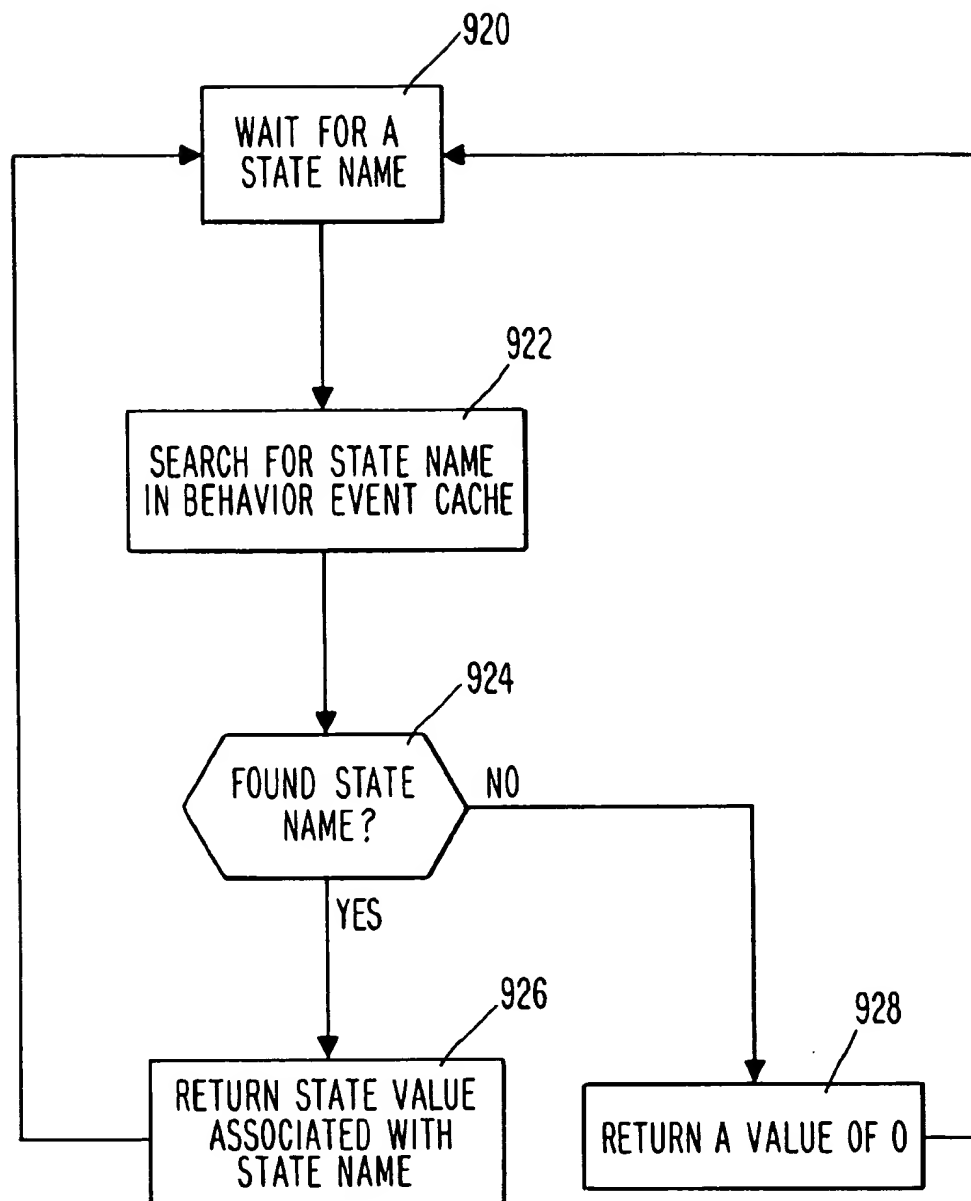 920
WAIT FOR A
STATE NAME
922
SEARCH FOR STATE NAME
IN BEHAVIOR EVENT CACHE
924
FOUND STATE
NAME?
NO
YES
926
RETURN STATE VALUE
ASSOCIATED WITH
STATE NAME
928
RETURN A VALUE OF 0